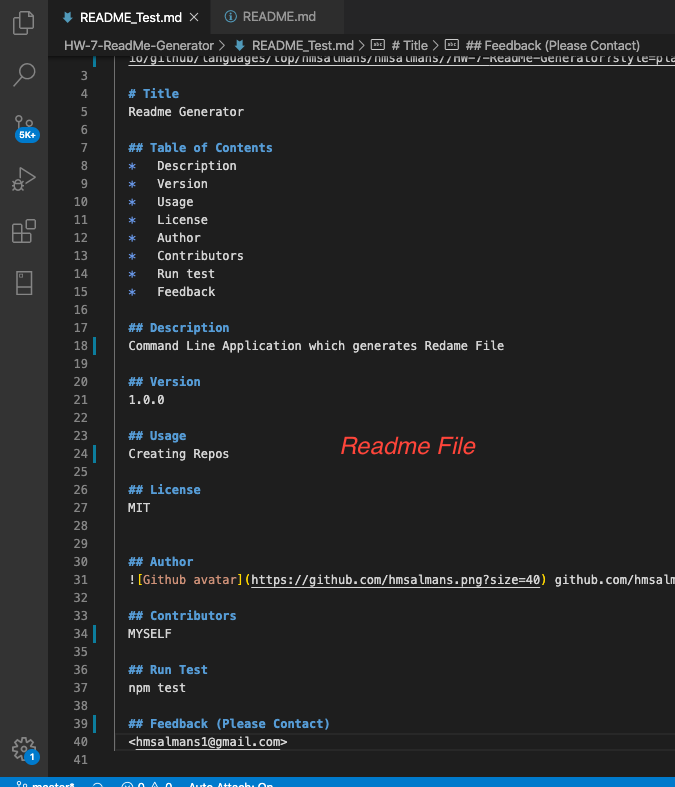 README_Test.md × README.md
HW-7-ReadMe-Generator > README_Test.md > # Title > ## Feedback (Please Contact)
io/github/languages/top/hmsalmans/hmsalmans//HW-7-ReadMe-Generator?style=pla
3
4 # Title
5 Readme Generator
6
7 ## Table of Contents
8 * Description
9 * Version
10 * Usage
11 * License
12 * Author
13 * Contributors
14 * Run test
15 * Feedback
16
17 ## Description
18 Command Line Application which generates Redame File
19
20 ## Version
21 1.0.0
22
23 ## Usage
Readme File
24 Creating Repos
25
26 ## License
27 MIT
28
29
30 ## Author
31 ![Github avatar](https://github.com/hmsalmans.png?size=40) github.com/hmsalm
32
33 ## Contributors
34 MYSELF
35
36 ## Run Test
37 npm test
38
39 ## Feedback (Please Contact)
40 <hmsalmans1@gmail.com>
41
5K+
1
master* 0 0 Auto Attach: On